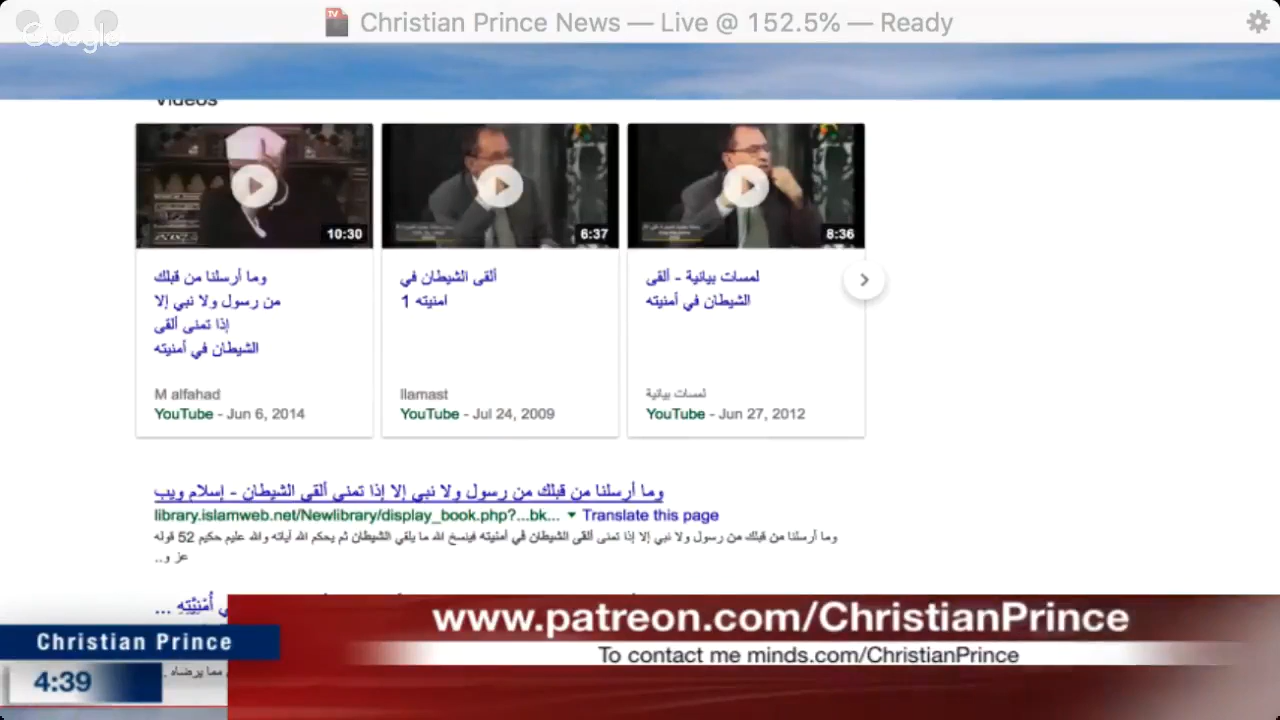 Google
Christian Prince News — Live @ 152.5% — Ready
Videos
10:30
6:37
8:36
وما أرسلنا من قبلك
من رسول ولا نبي إلا
إذا تمنى ألقى
الشيطان في أمنيته
M alfahad
YouTube - Jun 6, 2014
ألقى الشيطان في
امنيته 1
llamast
YouTube - Jul 24, 2009
لمسات بيانية - ألقى
الشيطان في أمنيته
لمسات بيانية
YouTube - Jun 27, 2012
وما أرسلنا من قبلك من رسول ولا نبي إلا إذا تمنى ألقى الشيطان - إسلام ويب
library.islamweb.net/Newlibrary/display_book.php?...bk... ▼ Translate this page
وما أرسلنا من قبلك من رسول ولا نبي إلا إذا تمنى ألقى الشيطان في أمنيته فينسخ الله ما يلقي الشيطان ثم يحكم الله آياته والله عليم حكيم 52 قوله
عز و..
أُمْنِيَّتِهِ ...
www.patreon.com/ChristianPrince
Christian Prince
To contact me minds.com/ChristianPrince
مما يرضاه .
4:39